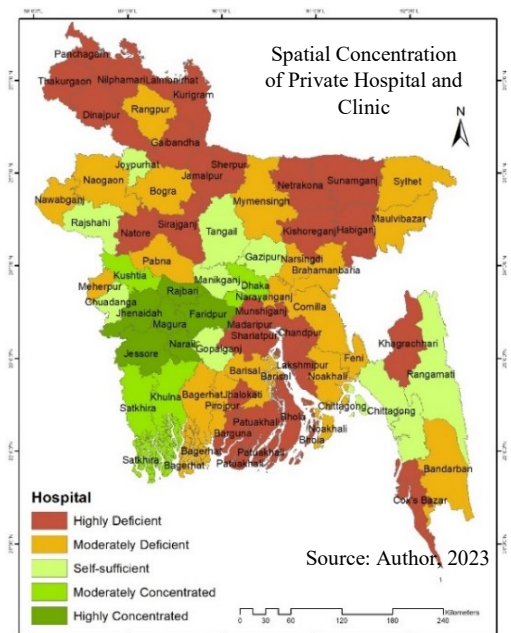 Spatial Concentration
of Private Hospital and
Clinic
N
Panchagarh
Thakurgaon
Nilphamari
Lalmonirhat
Kurigram
Dinajpur
Rangpur
Gaibandha
Joypurhat
Sherpur
Jamalpur
Netrakona
Sunamganj
Sylhet
Naogaon
Bogra
Mymensingh
Nawabganj
Maulvibazar
Rajshahi
Natore
Sirajganj
Tangail
Kishoreganj
Habiganj
Pabna
Gazipur
Narsingdi
Brahamanbaria
Kushtia
Meherpur
Manikganj
Dhaka
Chuadanga
Rajbari
Narayanganj
Jhenaidah
Faridpur
Munshiganj
Comilla
Magura
Madaripur
Shariatpur
Chandpur
Khagrachhari
Jessore
Narail
Gopalganj
Lakshmipur
Feni
Rangamati
Barisal
Barisal
Noakhali
Khulna
Bagerhat
Jhalokati
Pirojpur
Chittagong
Chittagong
Satkhira
Patuakhali
Bhola
Noakhali
Barguna
Bhola
Satkhira
Bagerhat
Patuakhali
Patuakhali
Bandarban
Cox's Bazar
Hospital
Highly Deficient
Moderately Deficient
Self-sufficient
Moderately Concentrated
Highly Concentrated
Source: Author, 2023
Kilometers
0 15 30 60 120 180 240